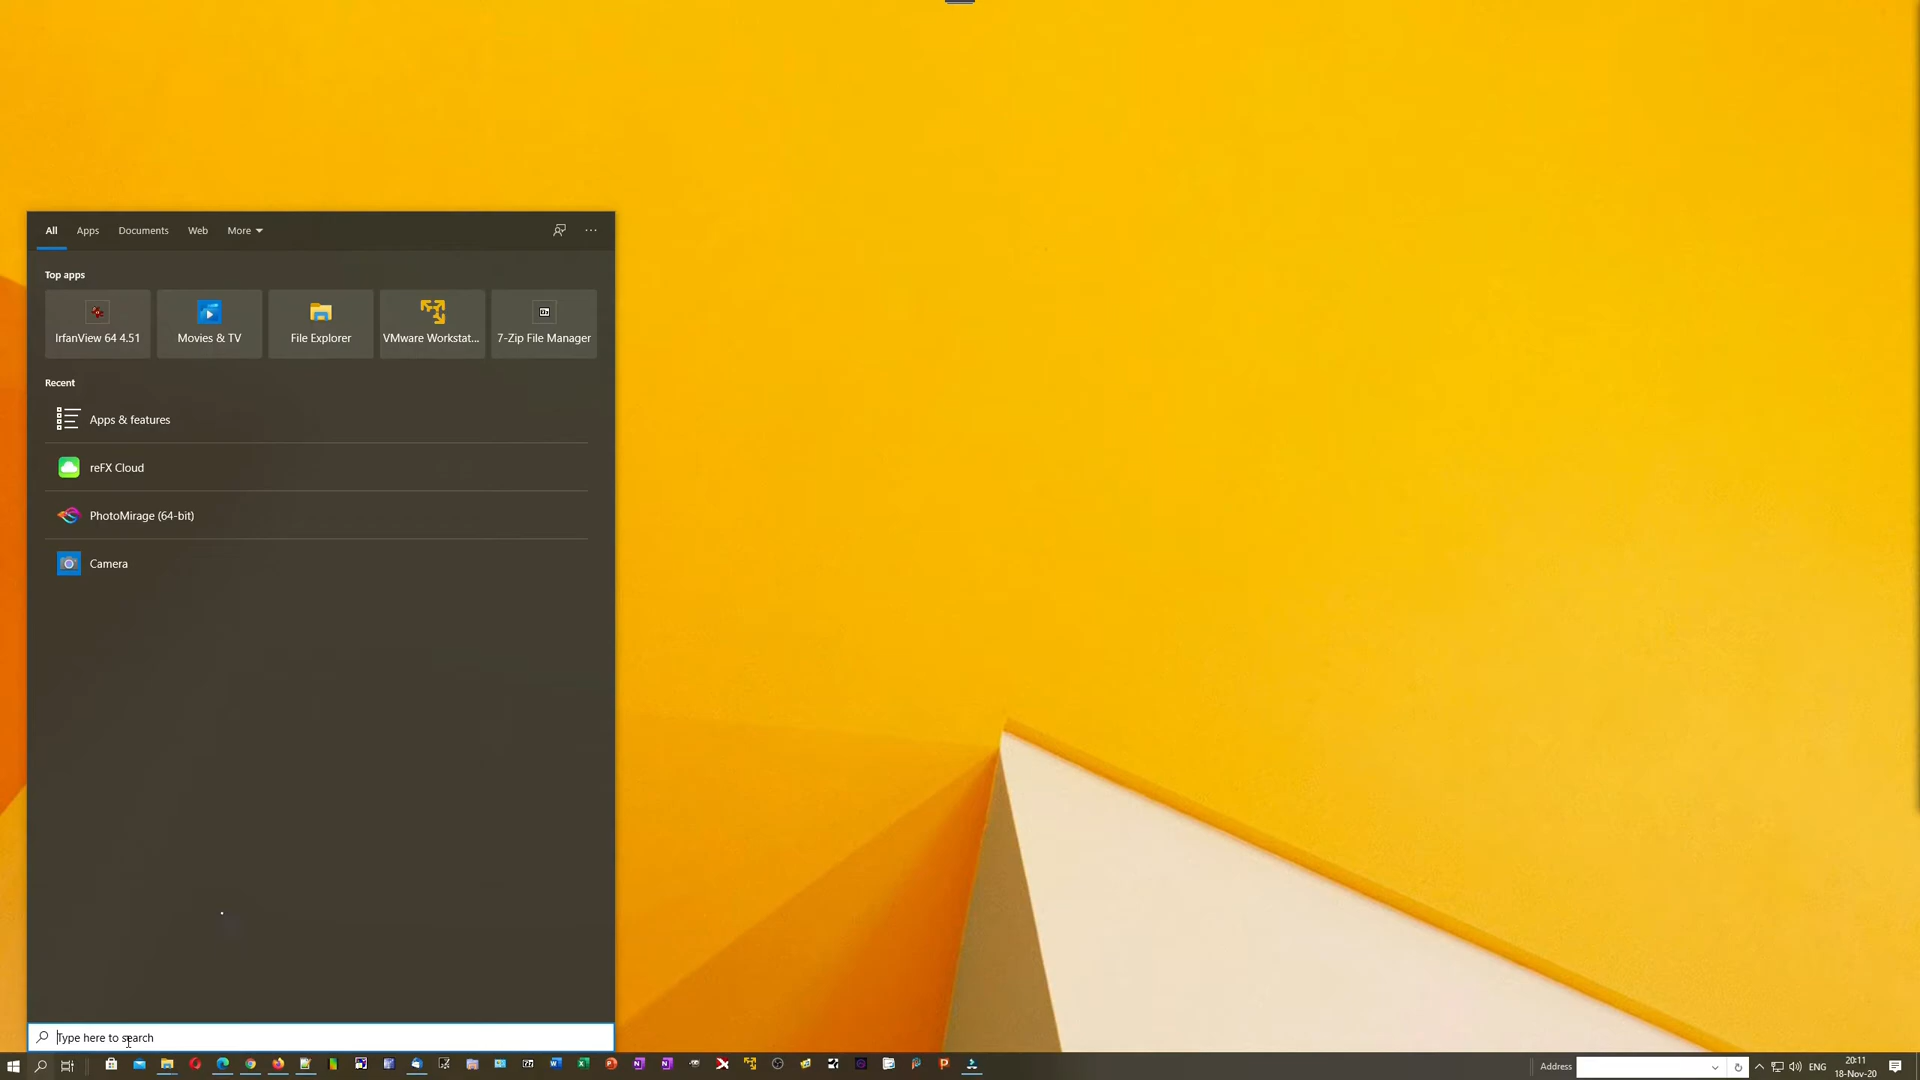 All Apps Documents Web More ...
Top apps
IrfanView 64 4.51 Movies & TV File Explorer VMware Workstat... 7-Zip File Manager
Recent
Apps & features
reFX Cloud
PhotoMirage (64-bit)
Camera
Type here to search
Address ENG 20:11
18-Nov-20